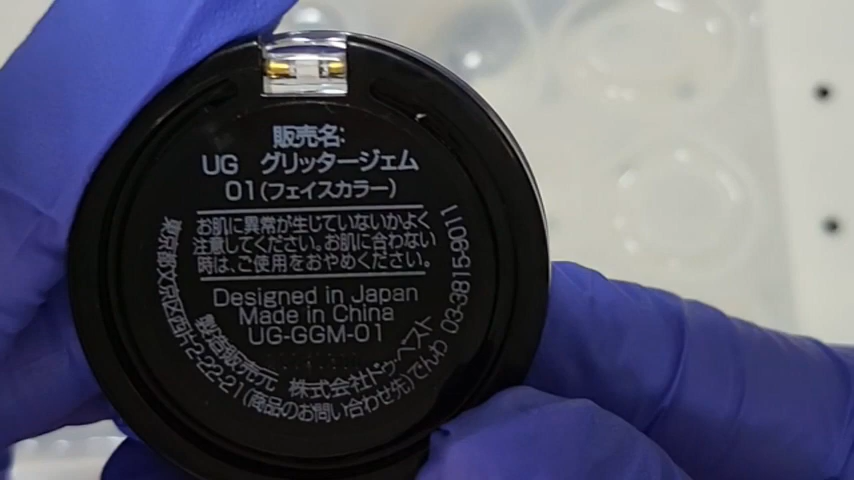 販売名:
UG グリッタージェム
01(フェイスカラー)
お肌に異常が生じていないかよく
注意してください。お肌に合わない
時は、ご使用をおやめください。
Designed in Japan
Made in China
UG-GGM-01
製造販売元 株式会社ドゥ・ベスト
東京都文京区西片2-22-21(商品のお問い合わせ先)でんわ 03-3815-9011